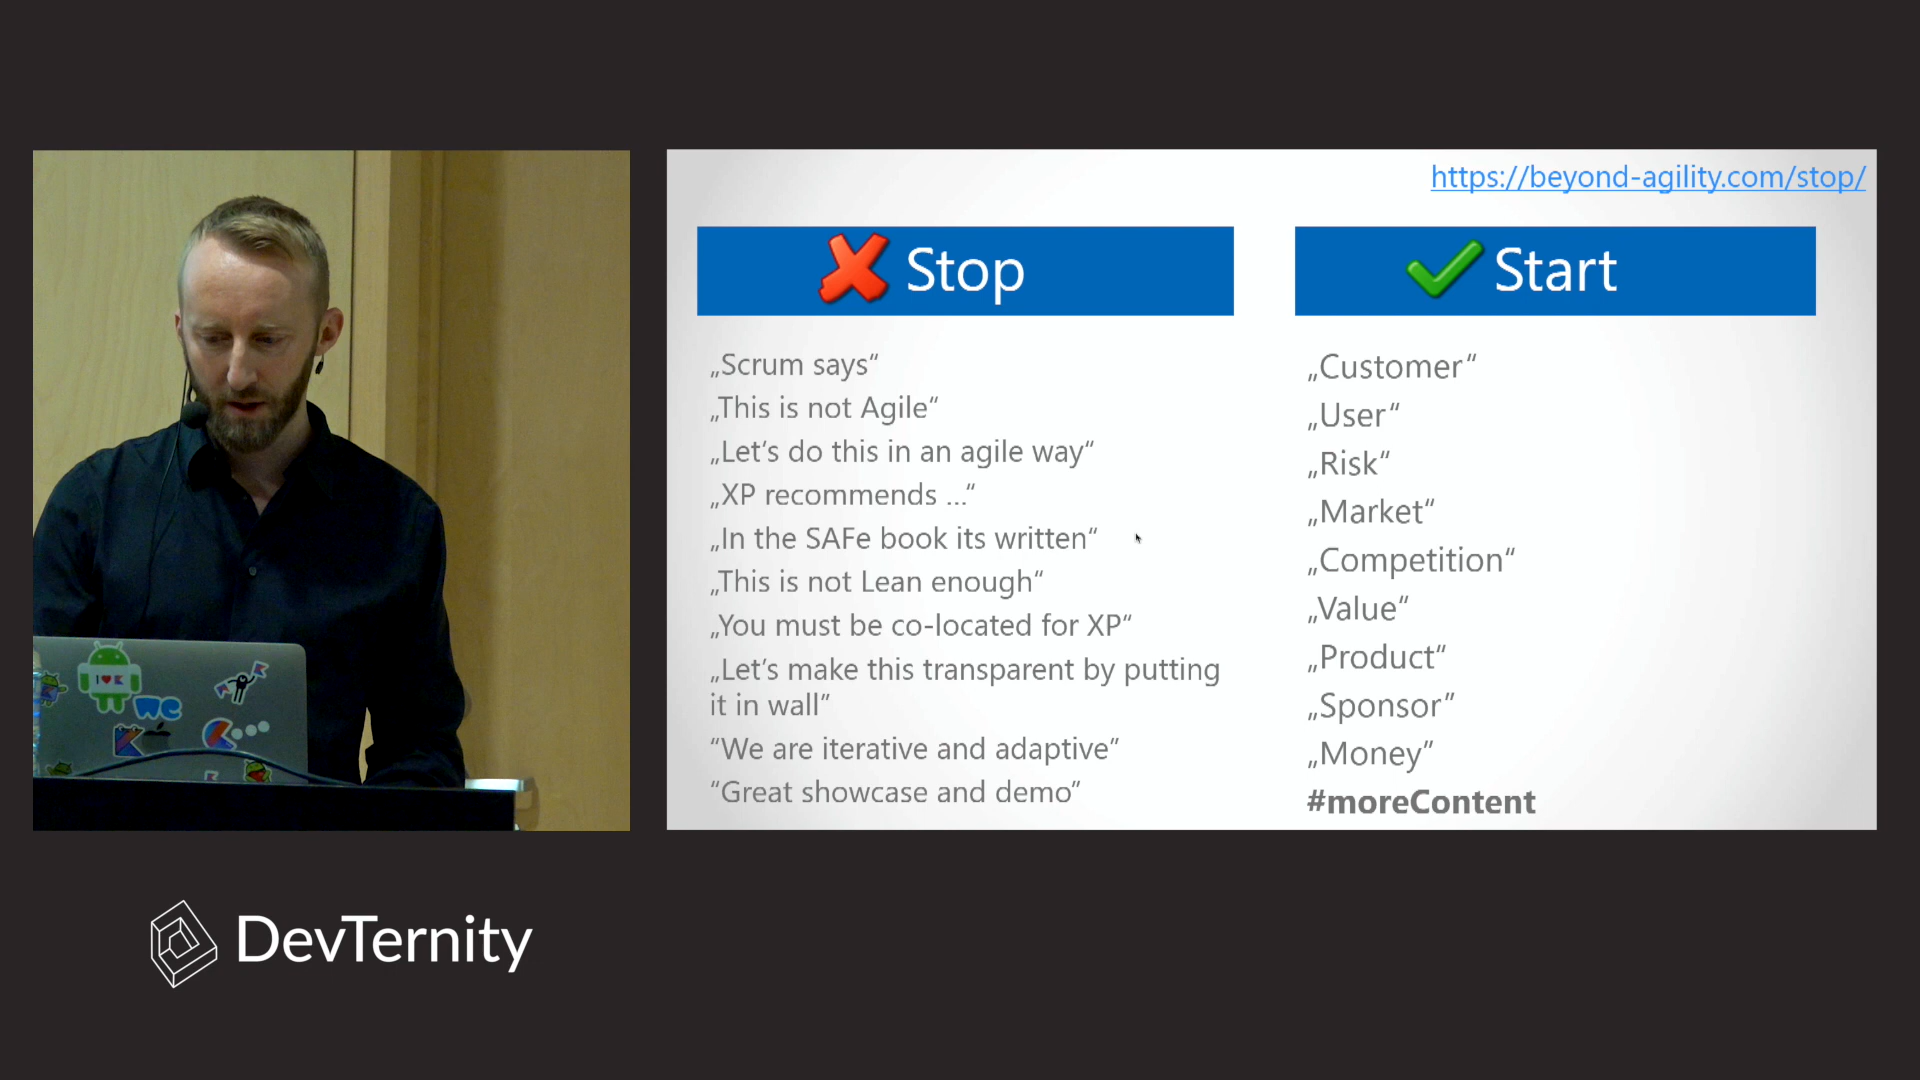 https://beyond-agility.com/stop/
Stop
„Scrum says“
„This is not Agile“
„Let‘s do this in an agile way“
„XP recommends ...“
„In the SAFe book its written“
„This is not Lean enough“
„You must be co-located for XP“
„Let’s make this transparent by putting
it in wall”
“We are iterative and adaptive”
“Great showcase and demo”
Start
„Customer“
„User“
„Risk“
„Market“
„Competition“
„Value“
„Product“
„Sponsor”
„Money”
#moreContent
I ❤ K
we
DevTernity